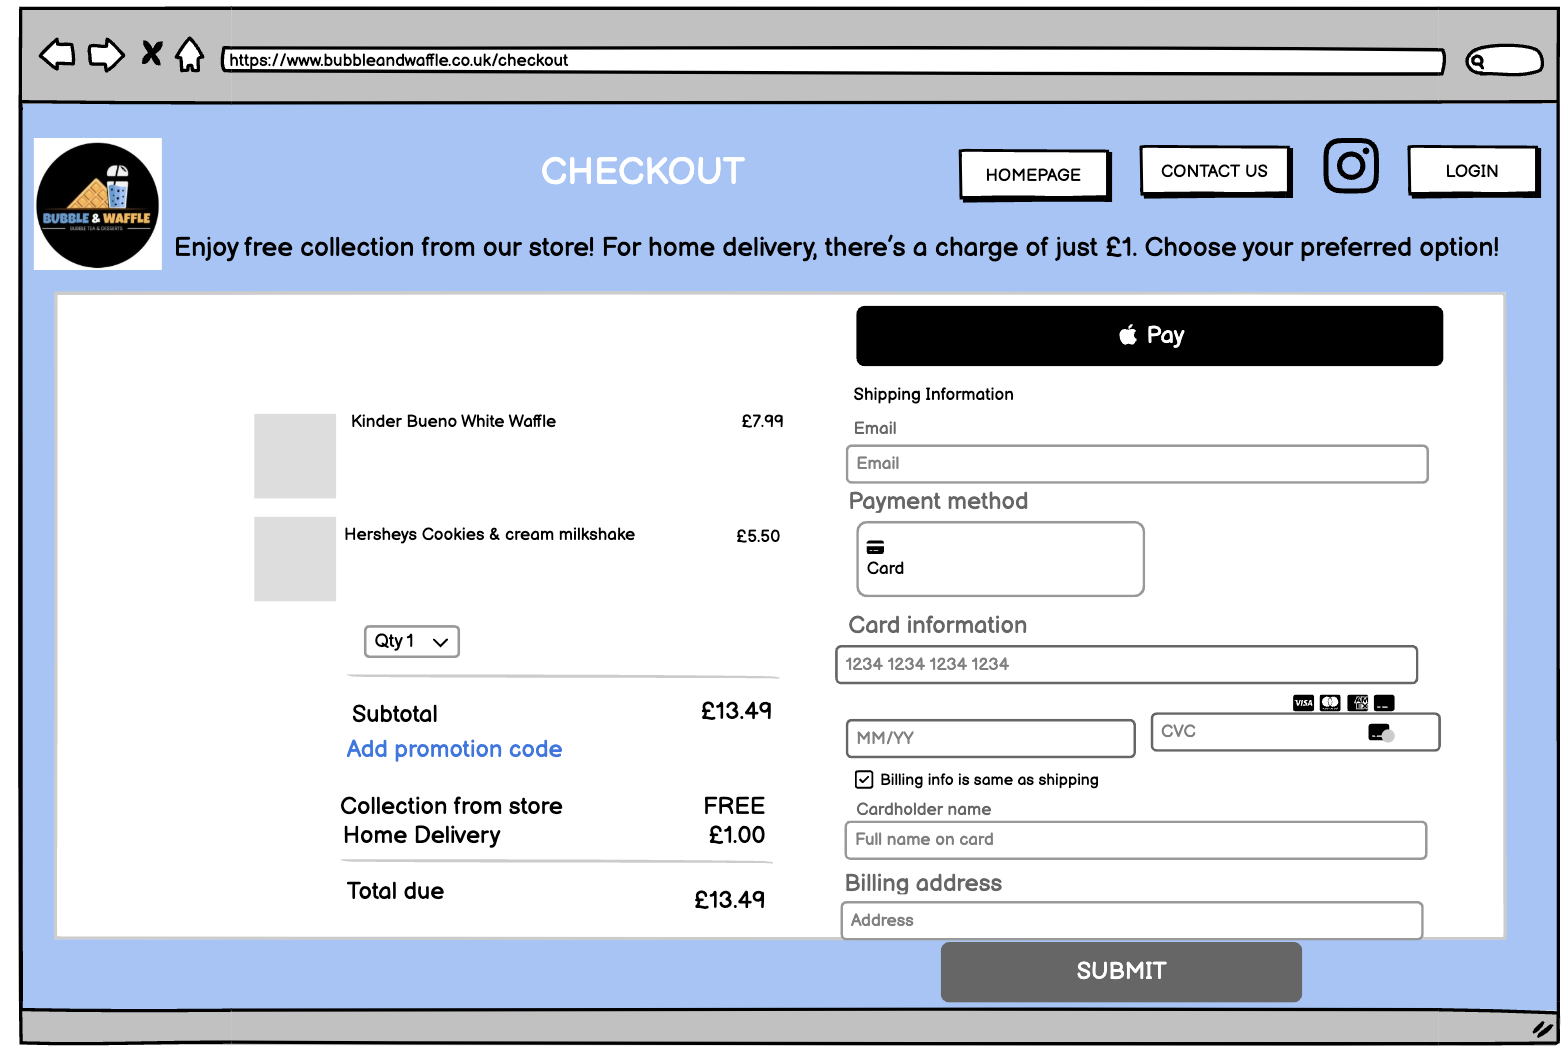 https://www.bubbleandwaffle.co.uk/checkout
CHECKOUT
HOMEPAGE
CONTACT US
LOGIN
BUBBLE & WAFFLE
BUBBLE TEA & DESSERTS
Enjoy free collection from our store! For home delivery, there's a charge of just £1. Choose your preferred option!
Kinder Bueno White Waffle £7.99
Hersheys Cookies & cream milkshake £5.50
Qty 1
Subtotal £13.49
Add promotion code
Collection from store FREE
Home Delivery £1.00
Total due £13.49
Pay
Shipping Information
Email
Email
Payment method
Card
Card information
1234 1234 1234 1234
VISA
AM
EX
MM/YY
CVC
Billing info is same as shipping
Cardholder name
Full name on card
Billing address
Address
SUBMIT